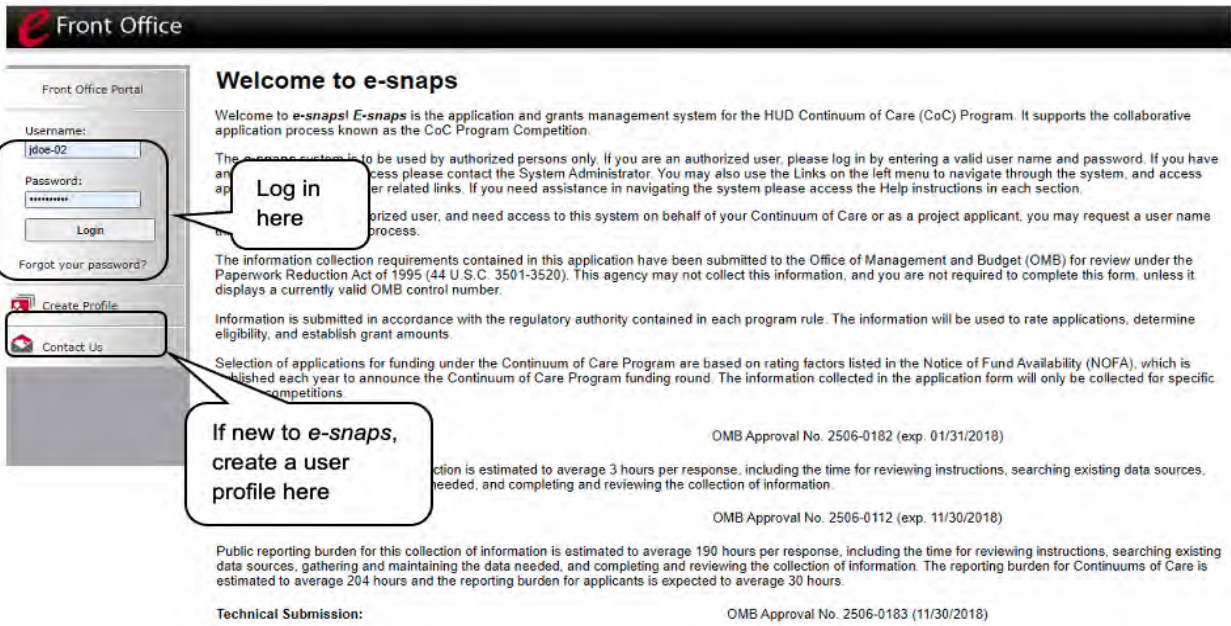 e Front Office
Front Office Portal
Username:
jdoe-02
Password:
**********
Login
Forgot your password?
Create Profile
Contact Us
Welcome to e-snaps
Welcome to e-snaps! E-snaps is the application and grants management system for the HUD Continuum of Care (CoC) Program. It supports the collaborative
application process known as the CoC Program Competition.
The e-snaps system is to be used by authorized persons only. If you are an authorized user, please log in by entering a valid user name and password. If you have
an cess please contact the System Administrator. You may also use the Links on the left menu to navigate through the system, and access
ap er related links. If you need assistance in navigating the system please access the Help instructions in each section.
orized user, and need access to this system on behalf of your Continuum of Care or as a project applicant, you may request a user name
process.
Log in
here
The information collection requirements contained in this application have been submitted to the Office of Management and Budget (OMB) for review under the
Paperwork Reduction Act of 1995 (44 U.S.C. 3501-3520). This agency may not collect this information, and you are not required to complete this form, unless it
displays a currently valid OMB control number.
Information is submitted in accordance with the regulatory authority contained in each program rule. The information will be used to rate applications, determine
eligibility, and establish grant amounts.
Selection of applications for funding under the Continuum of Care Program are based on rating factors listed in the Notice of Fund Availability (NOFA), which is
published each year to announce the Continuum of Care Program funding round. The information collected in the application form will only be collected for specific
competitions.
If new to e-snaps,
create a user
profile here
OMB Approval No. 2506-0182 (exp. 01/31/2018)
ction is estimated to average 3 hours per response, including the time for reviewing instructions, searching existing data sources,
needed, and completing and reviewing the collection of information.
OMB Approval No. 2506-0112 (exp. 11/30/2018)
Public reporting burden for this collection of information is estimated to average 190 hours per response, including the time for reviewing instructions, searching existing
data sources, gathering and maintaining the data needed, and completing and reviewing the collection of information. The reporting burden for Continuums of Care is
estimated to average 204 hours and the reporting burden for applicants is expected to average 30 hours.
Technical Submission: OMB Approval No. 2506-0183 (11/30/2018)